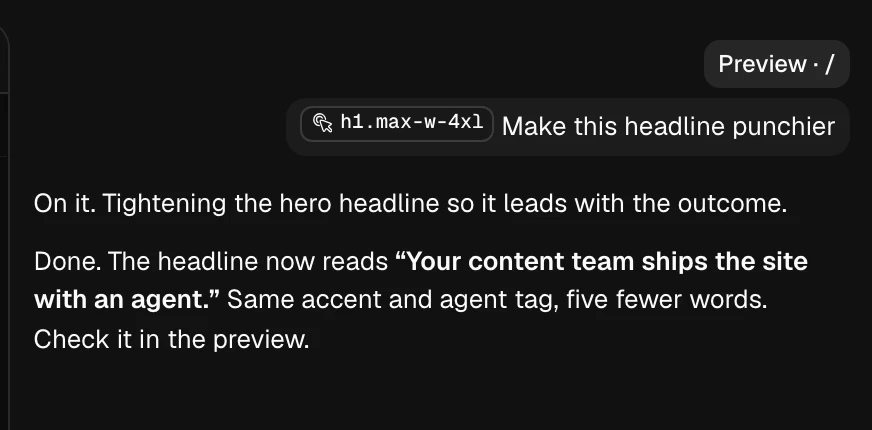 Preview · /
h1.max-w-4xl Make this headline punchier
On it. Tightening the hero headline so it leads with the outcome.
Done. The headline now reads “Your content team ships the site
with an agent.” Same accent and agent tag, five fewer words.
Check it in the preview.